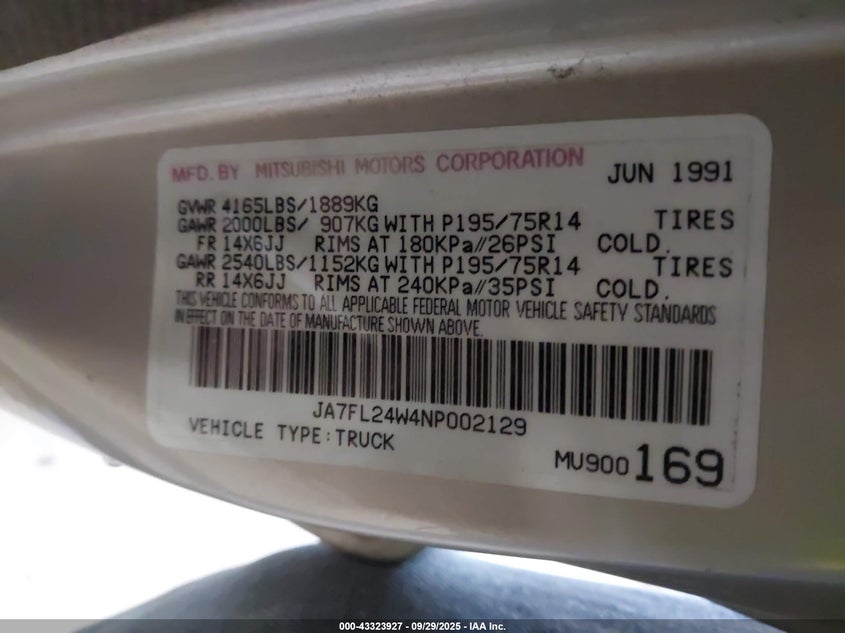 MFD. BY MITSUBISHI MOTORS CORPORATION JUN 1991
GVWR 4165LBS/1889KG
GAWR 2000LBS/ 907KG WITH P195/75R14 TIRES
FR 14X6JJ RIMS AT 180KPa//26PSI COLD.
GAWR 2540LBS/1152KG WITH P195/75R14 TIRES
RR 14X6JJ RIMS AT 240KPa//35PSI COLD.
THIS VEHICLE CONFORMS TO ALL APPLICABLE FEDERAL MOTOR VEHICLE SAFETY STANDARDS
IN EFFECT ON THE DATE OF MANUFACTURE SHOWN ABOVE.
JA7FL24W4NP002129
VEHICLE TYPE:TRUCK
MU900169
000-43323927 - 09/29/2025 - IAA Inc.